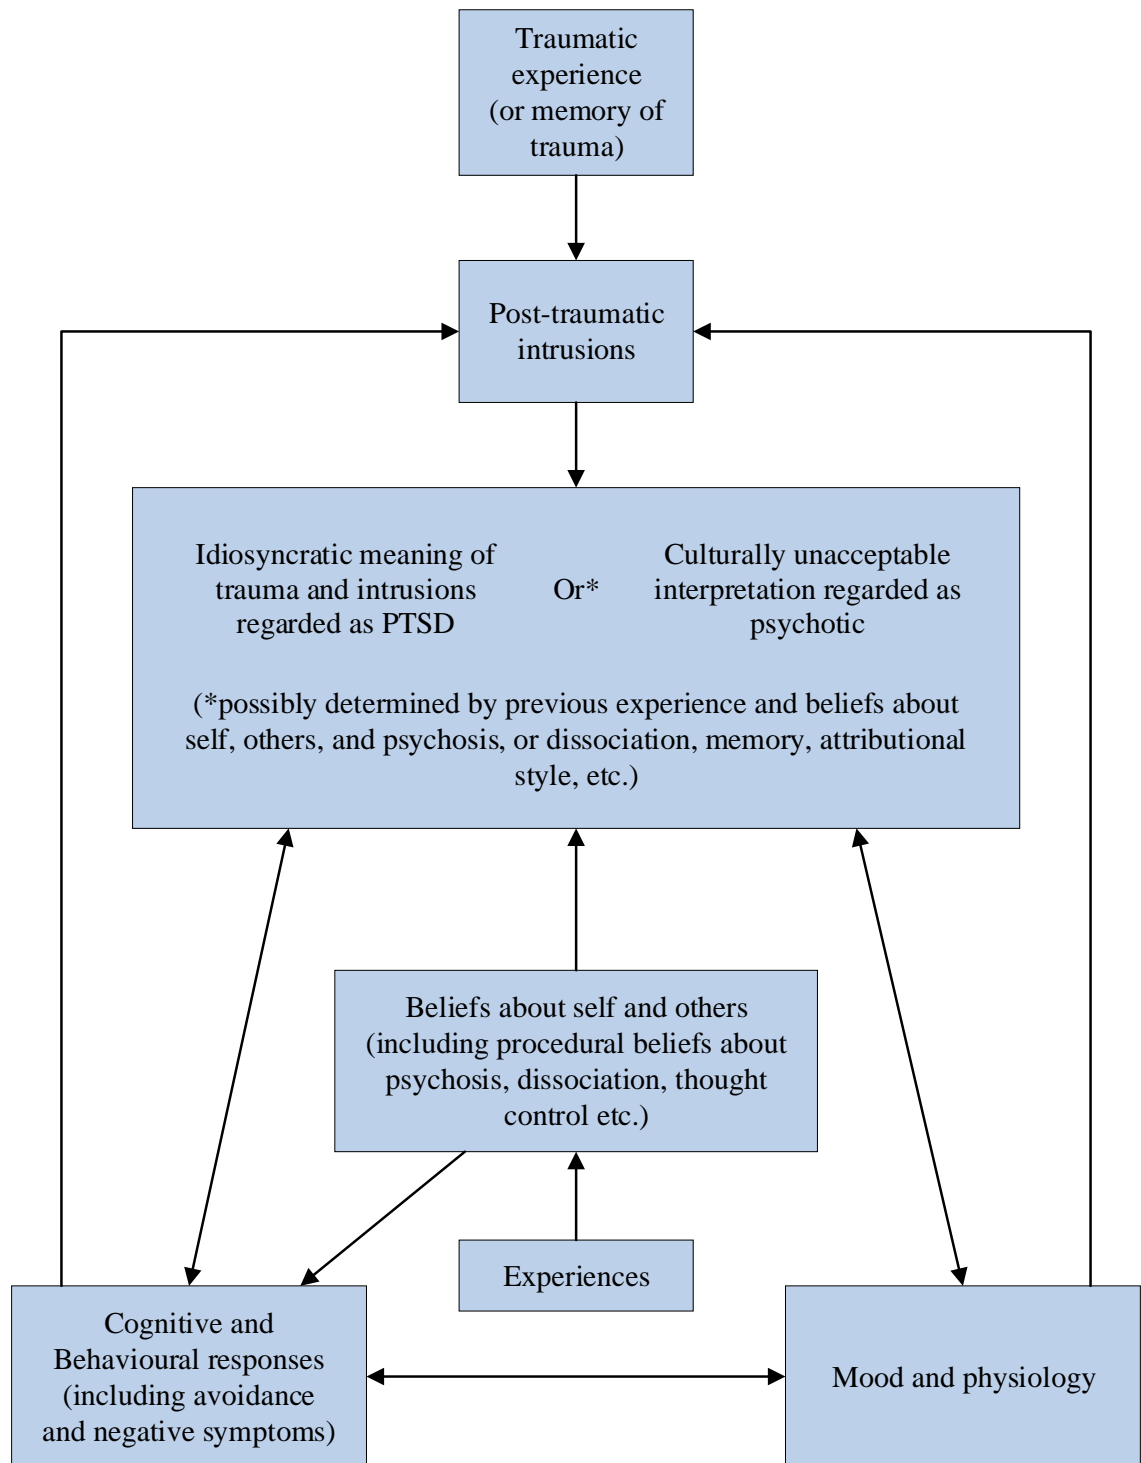 Traumatic
experience
(or memory of
trauma)
Post-traumatic
intrusions
Idiosyncratic meaning of
trauma and intrusions
regarded as PTSD
Or*
Culturally unacceptable
interpretation regarded as
psychotic
(*possibly determined by previous experience and beliefs about
self, others, and psychosis, or dissociation, memory, attributional
style, etc.)
Beliefs about self and others
(including procedural beliefs about
psychosis, dissociation, thought
control etc.)
Experiences
Cognitive and
Behavioural responses
(including avoidance
and negative symptoms)
Mood and physiology